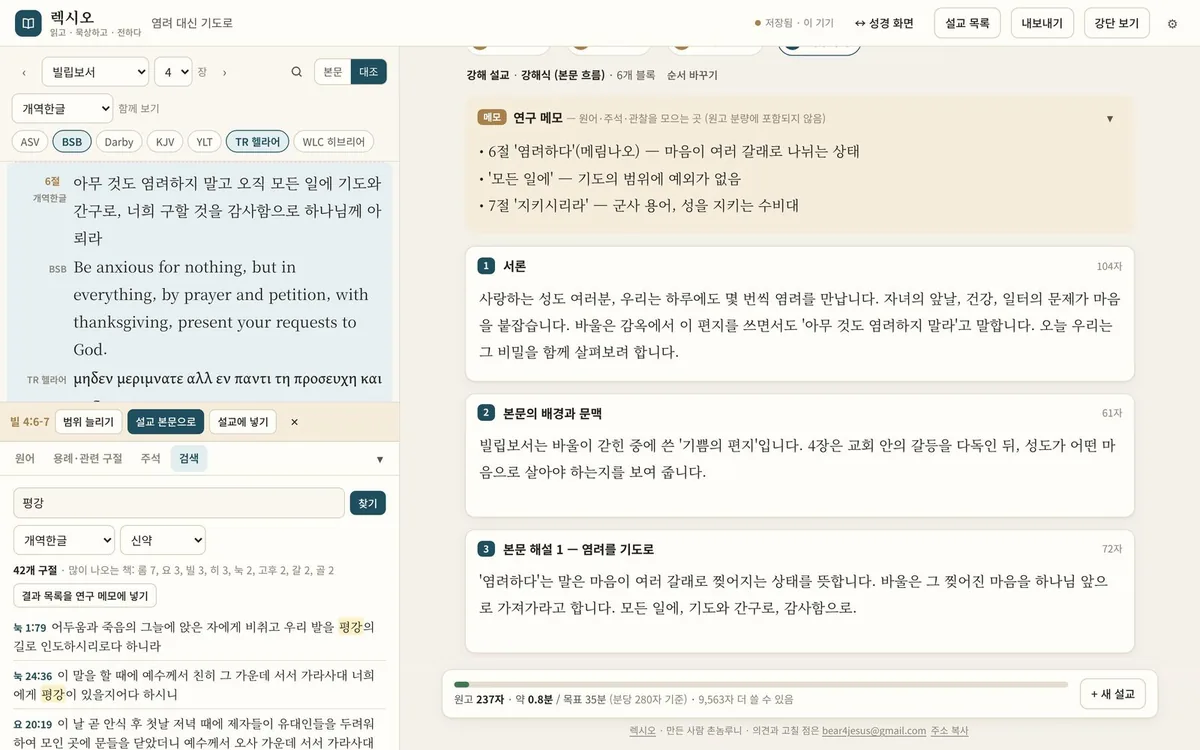 렉시오
읽고 · 묵상하고 · 전하다
염려 대신 기도로
저장됨 · 이 기기
↔ 성경 화면
설교 목록
내보내기
강단 보기
‹ 빌립보서 4 장 ›
본문 대조
개역한글 함께 보기
ASV BSB Darby KJV YLT TR 헬라어 WLC 히브리어
6절
개역한글
아무 것도 염려하지 말고 오직 모든 일에 기도와
간구로, 너희 구할 것을 감사함으로 하나님께 아
뢰라
BSB Be anxious for nothing, but in
everything, by prayer and petition, with
thanksgiving, present your requests to
God.
TR 헬라어 μηδεν μεριμνατε αλλ εν παντι τη προσευχη και
빌 4:6-7 범위 늘리기 설교 본문으로 설교에 넣기 ×
원어 용례·관련 구절 주석 검색 ▼
평강 찾기
개역한글 신약
42개 구절 · 많이 나오는 책: 롬 7, 요 3, 빌 3, 히 3, 눅 2, 고후 2, 갈 2, 골 2
결과 목록을 연구 메모에 넣기
눅 1:79 어두움과 죽음의 그늘에 앉은 자에게 비취고 우리 발을 평강의
길로 인도하시리로다 하니라
눅 24:36 이 말을 할 때에 예수께서 친히 그 가운데 서서 가라사대 너희
에게 평강이 있을지어다 하시니
요 20:19 이 날 곧 안식 후 첫날 저녁 때에 제자들이 유대인들을 두려워
하여 모인 곳에 문들을 닫았더니 예수께서 오사 가운데 서서 가라사대
강해 설교 · 강해식 (본문 흐름) · 6개 블록 순서 바꾸기
메모 연구 메모 — 원어·주석·관찰을 모으는 곳 (원고 분량에 포함되지 않음) ▼
• 6절 '염려하다'(메림나오) — 마음이 여러 갈래로 나뉘는 상태
• '모든 일에' — 기도의 범위에 예외가 없음
• 7절 '지키시리라' — 군사 용어, 성을 지키는 수비대
1 서론 104자
사랑하는 성도 여러분, 우리는 하루에도 몇 번씩 염려를 만납니다. 자녀의 앞날, 건강, 일터의 문제가 마음
을 붙잡습니다. 바울은 감옥에서 이 편지를 쓰면서도 '아무 것도 염려하지 말라'고 말합니다. 오늘 우리는
그 비밀을 함께 살펴보려 합니다.
2 본문의 배경과 문맥 61자
빌립보서는 바울이 갇힌 중에 쓴 '기쁨의 편지'입니다. 4장은 교회 안의 갈등을 다독인 뒤, 성도가 어떤 마
음으로 살아야 하는지를 보여 줍니다.
3 본문 해설 1 — 염려를 기도로 72자
'염려하다'는 말은 마음이 여러 갈래로 찢어지는 상태를 뜻합니다. 바울은 그 찢어진 마음을 하나님 앞으
로 가져가라고 합니다. 모든 일에, 기도와 간구로, 감사함으로.
원고 237자 · 약 0.8분 / 목표 35분 (분당 280자 기준) · 9,563자 더 쓸 수 있음
+ 새 설교
렉시오 · 만든 사람 촌놈루니 · 의견과 고칠 점은 bear4jesus@gmail.com 주소 복사